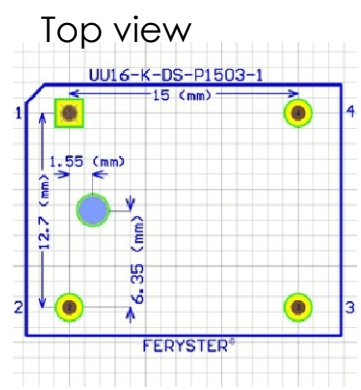 Top view
UU16-K-DS-P1503-1
15 (mm)
1
4
1.55 (mm)
12.7 (mm)
6.35 (mm)
2
3
FERYSTER®